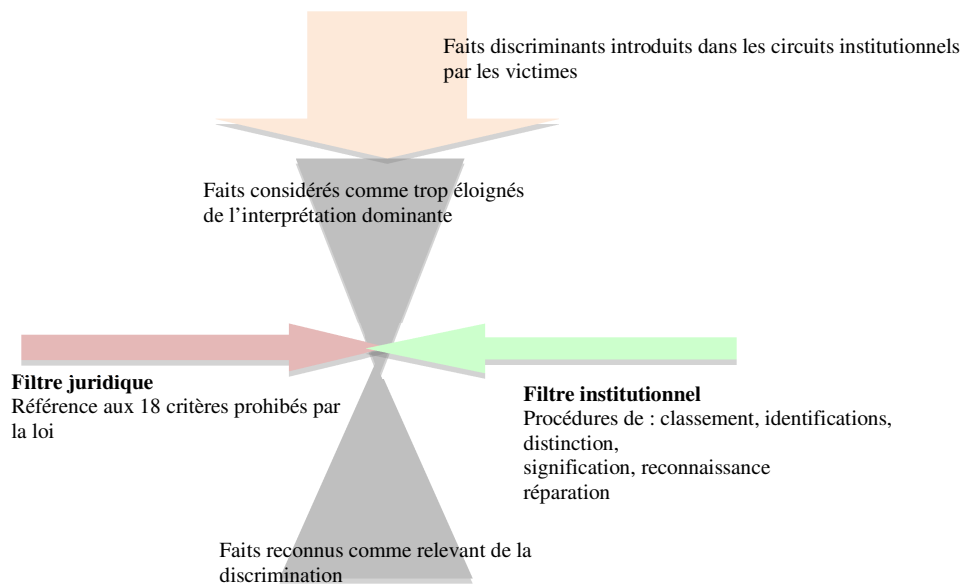 Faits discriminants introduits dans les circuits institutionnels
par les victimes
Faits considérés comme trop éloignés
de l'interprétation dominante
Filtre juridique
Référence aux 18 critères prohibés par
la loi
Filtre institutionnel
Procédures de : classement, identifications,
distinction,
signification, reconnaissance
réparation
Faits reconnus comme relevant de la
discrimination